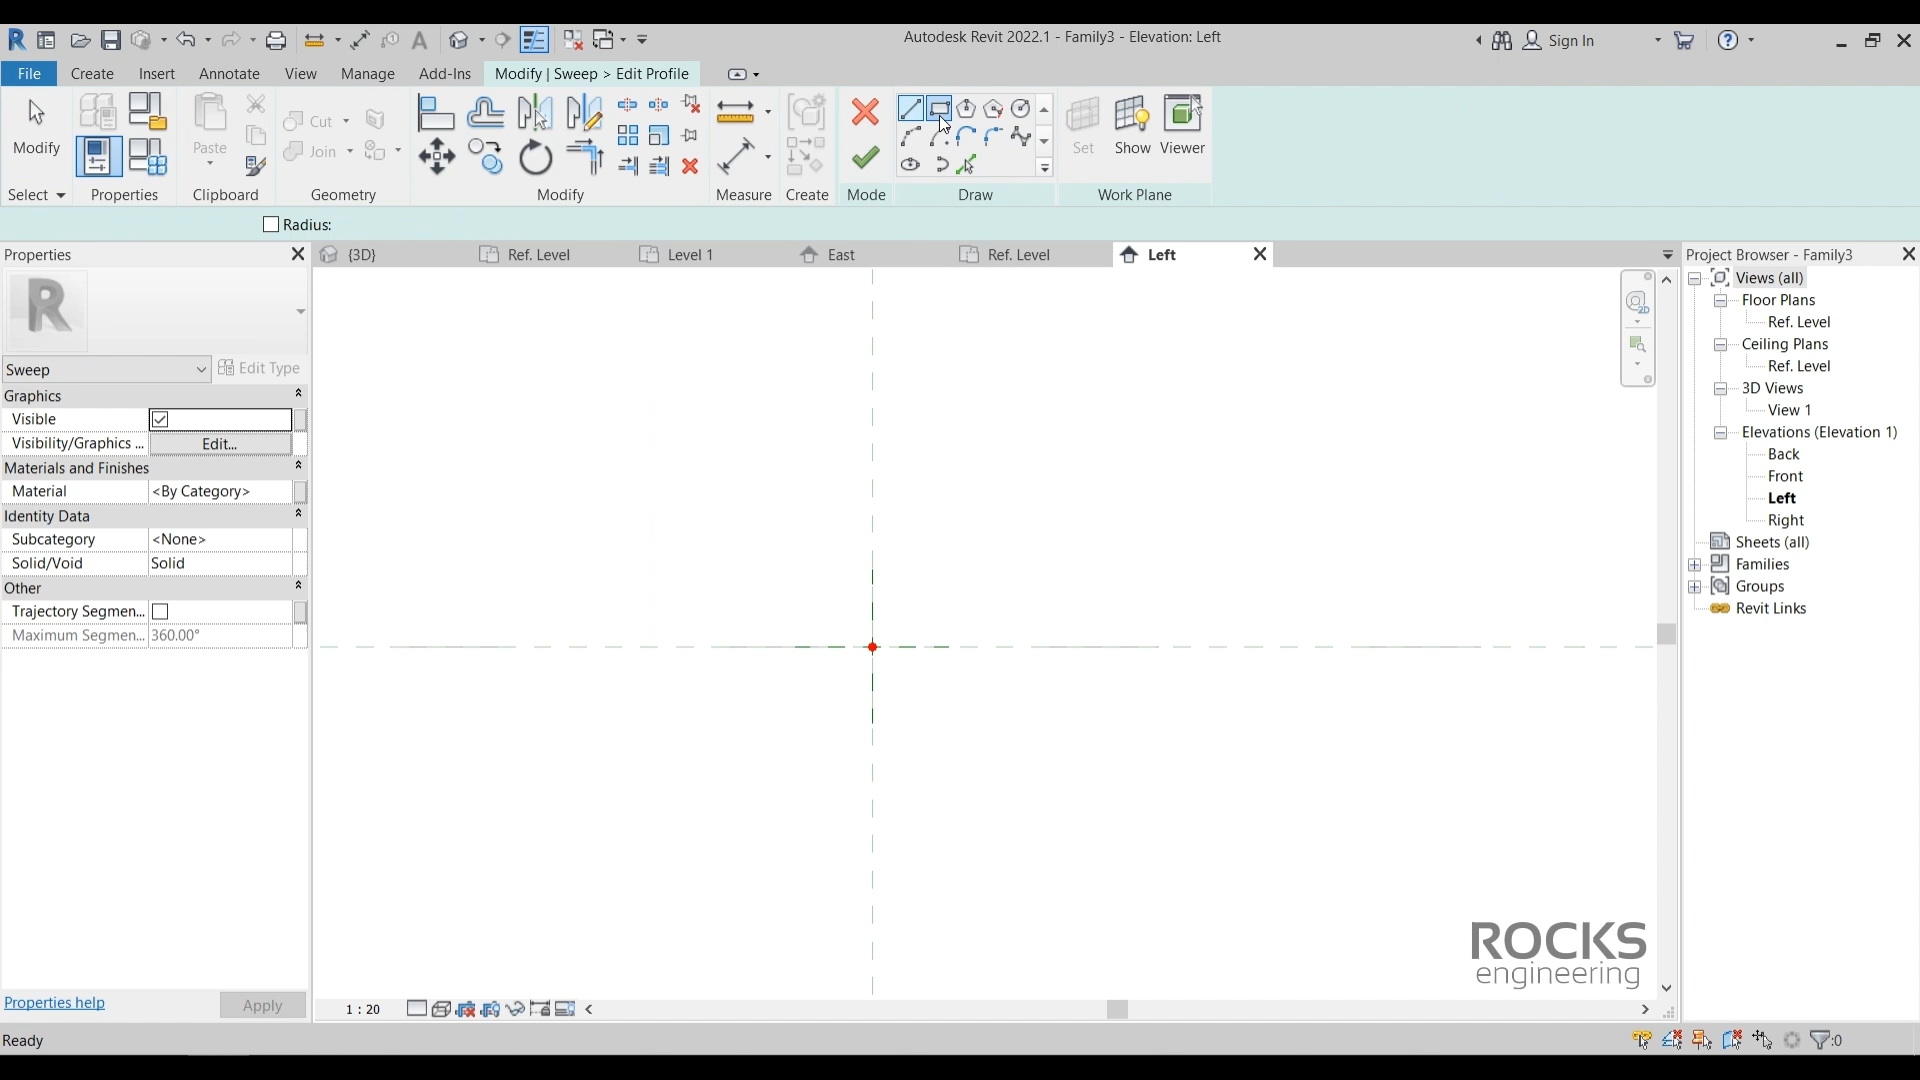 Autodesk Revit 2022.1 - Family3 - Elevation: Left
Sign In
File
Create
Insert
Annotate
View
Manage
Add-Ins
Modify | Sweep > Edit Profile
Modify
Paste
Cut
Join
Set
Show
Viewer
Select
Properties
Clipboard
Geometry
Modify
Measure
Create
Mode
Draw
Work Plane
Radius:
Properties
{3D}
Ref. Level
Level 1
East
Ref. Level
Left
Project Browser - Family3
R
Sweep
Edit Type
Graphics
Visible
Visibility/Graphics ...
Edit...
Materials and Finishes
Material
<By Category>
Identity Data
Subcategory
<None>
Solid/Void
Solid
Other
Trajectory Segmen...
Maximum Segmen...
360.00°
Properties help
Apply
2D
Views (all)
Floor Plans
Ref. Level
Ceiling Plans
Ref. Level
3D Views
View 1
Elevations (Elevation 1)
Back
Front
Left
Right
Sheets (all)
Families
Groups
Revit Links
ROCKS
engineering
1 : 20
Ready
:0